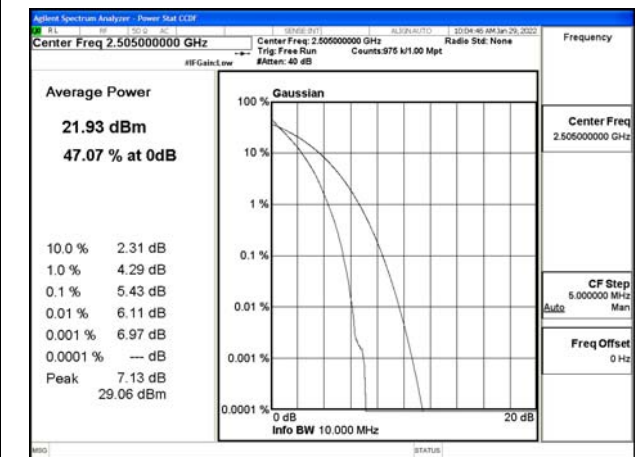 Agilent Spectrum Analyzer - Power Stat CCDF
RL RF 50 Ω AC SENSE:INT ALIGN AUTO 10:04:46 AM Jan 29, 2022
Center Freq 2.505000000 GHz
Center Freq: 2.505000000 GHz Radio Std: None
Trig: Free Run Counts:975 k/1.00 Mpt
#IFGain:Low #Atten: 40 dB
Frequency
Average Power
21.93 dBm
47.07 % at 0dB
10.0 % 2.31 dB
1.0 % 4.29 dB
0.1 % 5.43 dB
0.01 % 6.11 dB
0.001 % 6.97 dB
0.0001 % --- dB
Peak 7.13 dB
29.06 dBm
Gaussian
100 %
10 %
1 %
0.1 %
0.01 %
0.001 %
0.0001 %
0 dB 20 dB
Info BW 10.000 MHz
Center Freq
2.505000000 GHz
CF Step
5.000000 MHz
Auto Man
Freq Offset
0 Hz
MSG STATUS